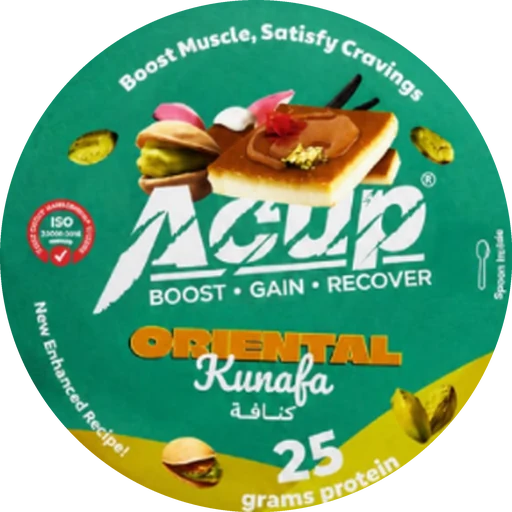 Boost Muscle, Satisfy Cravings
Acup®
BOOST • GAIN • RECOVER
ISO
Spoon Inside
ORIENTAL
Kunafa
كنافة
New Enhanced Recipe!
25
grams protein